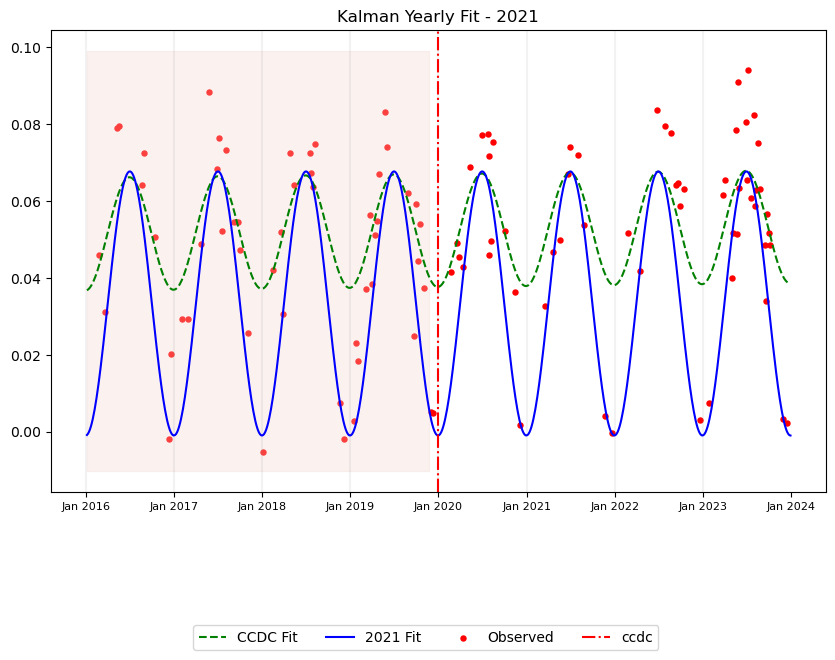 Kalman Yearly Fit - 2021
0.10
0.08
0.06
0.04
0.02
0.00
Jan 2016 Jan 2017 Jan 2018 Jan 2019 Jan 2020 Jan 2021 Jan 2022 Jan 2023 Jan 2024
CCDC Fit 2021 Fit Observed ccdc